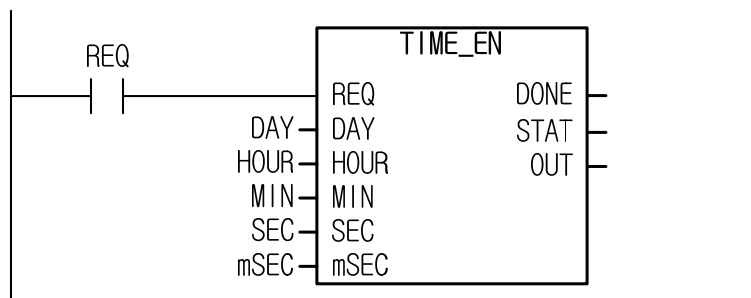 TIME_EN
REQ
REQ DONE
DAY DAY STAT
HOUR HOUR OUT
MIN MIN
SEC SEC
mSEC mSEC